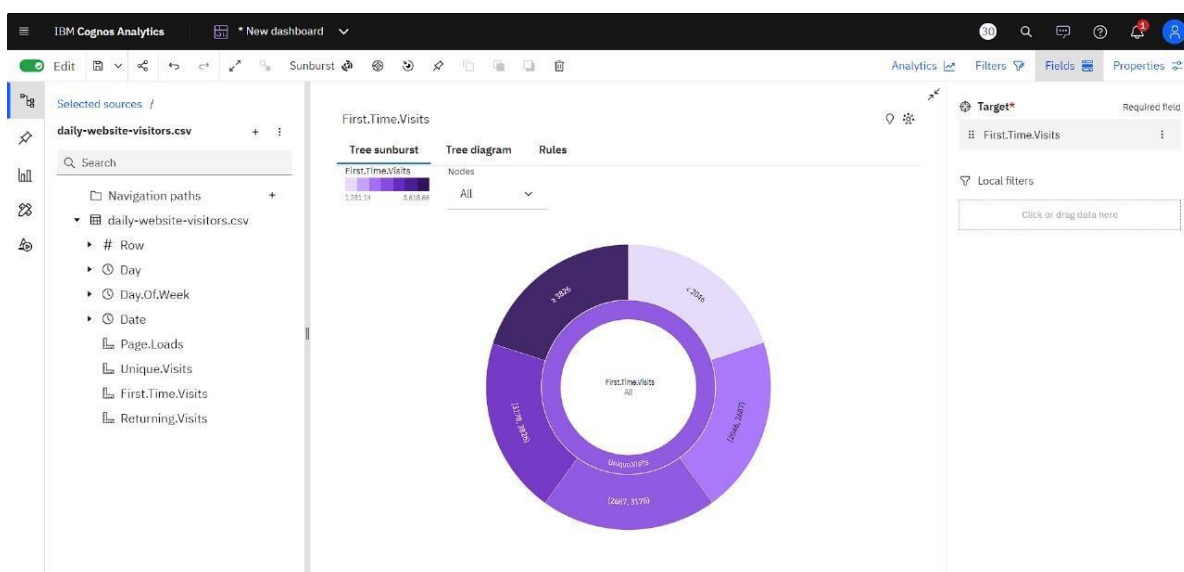 IBM Cognos Analytics
* New dashboard
30
1
Edit
Sunburst
Analytics
Filters
Fields
Properties
Selected sources /
daily-website-visitors.csv
Search
Navigation paths
daily-website-visitors.csv
# Row
Day
Day.Of.Week
Date
Page.Loads
Unique.Visits
First.Time.Visits
Returning.Visits
First.Time.Visits
Tree sunburst
Tree diagram
Rules
First.Time.Visits
Nodes
All
≥ 3826
< 2046
[3178, 3826)
[2046, 2687)
First.Time.Visits
All
Unique.Visits
[2687, 3178)
Target*
Required field
First.Time.Visits
Local filters
Click or drag data here